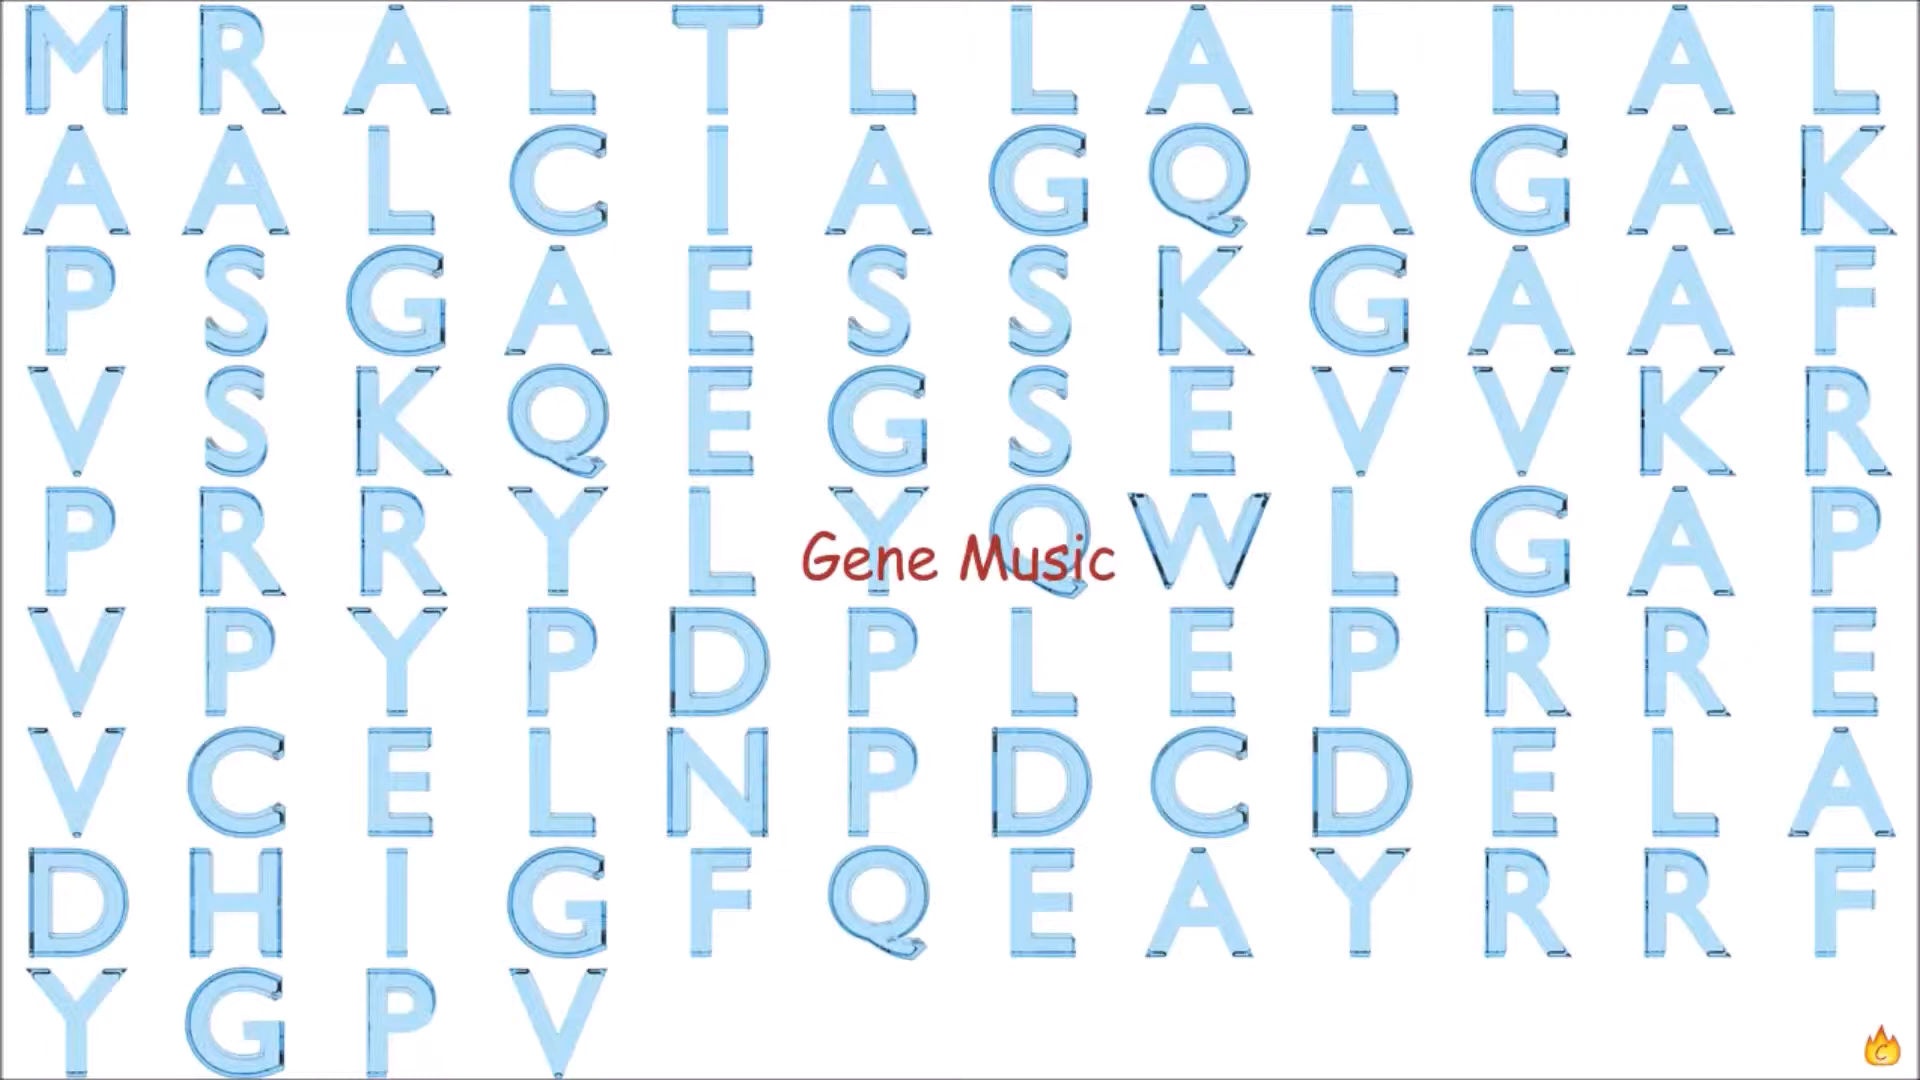 M R A L T L L A L L A L
A A L C I A G Q A G A K
P S G A E S S K G A A F
V S K Q E G S E V V K R
P R R Y L Y Q W L G A P
Gene Music
V P Y P D P L E P R R E
V C E L N P D C D E L A
D H I G F Q E A Y R R F
Y G P V
C